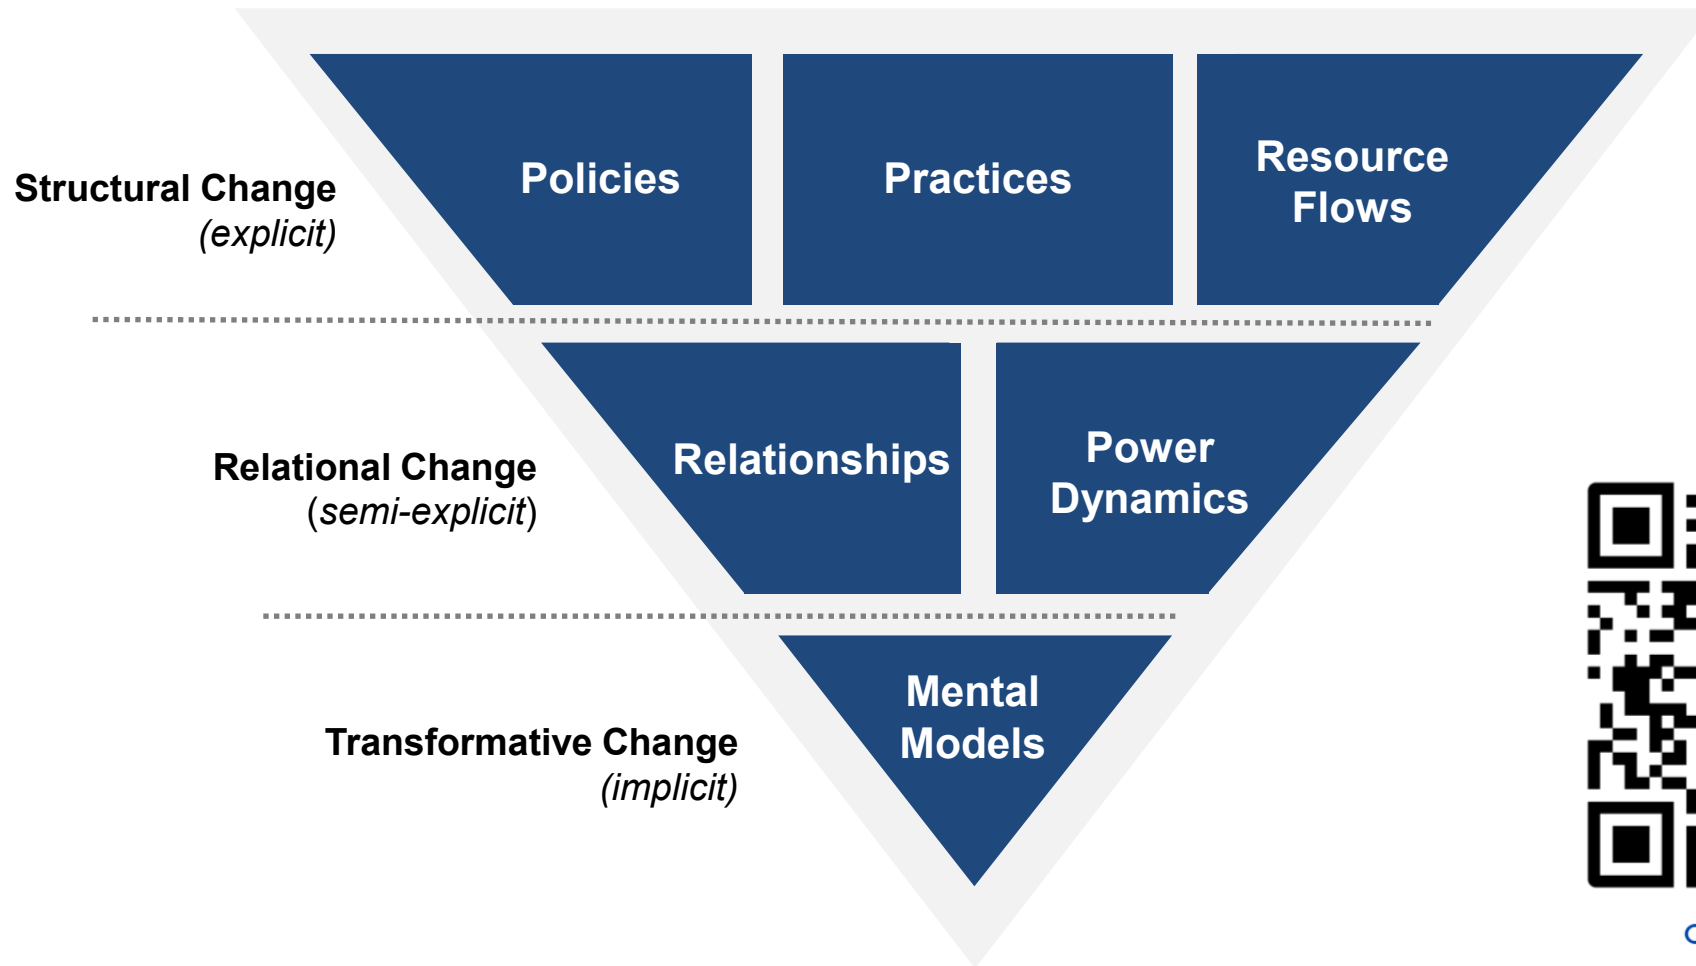 Policies
Practices
Resource
Flows
Structural Change
(explicit)
Relationships
Power
Dynamics
Relational Change
(semi-explicit)
Mental
Models
Transformative Change
(implicit)